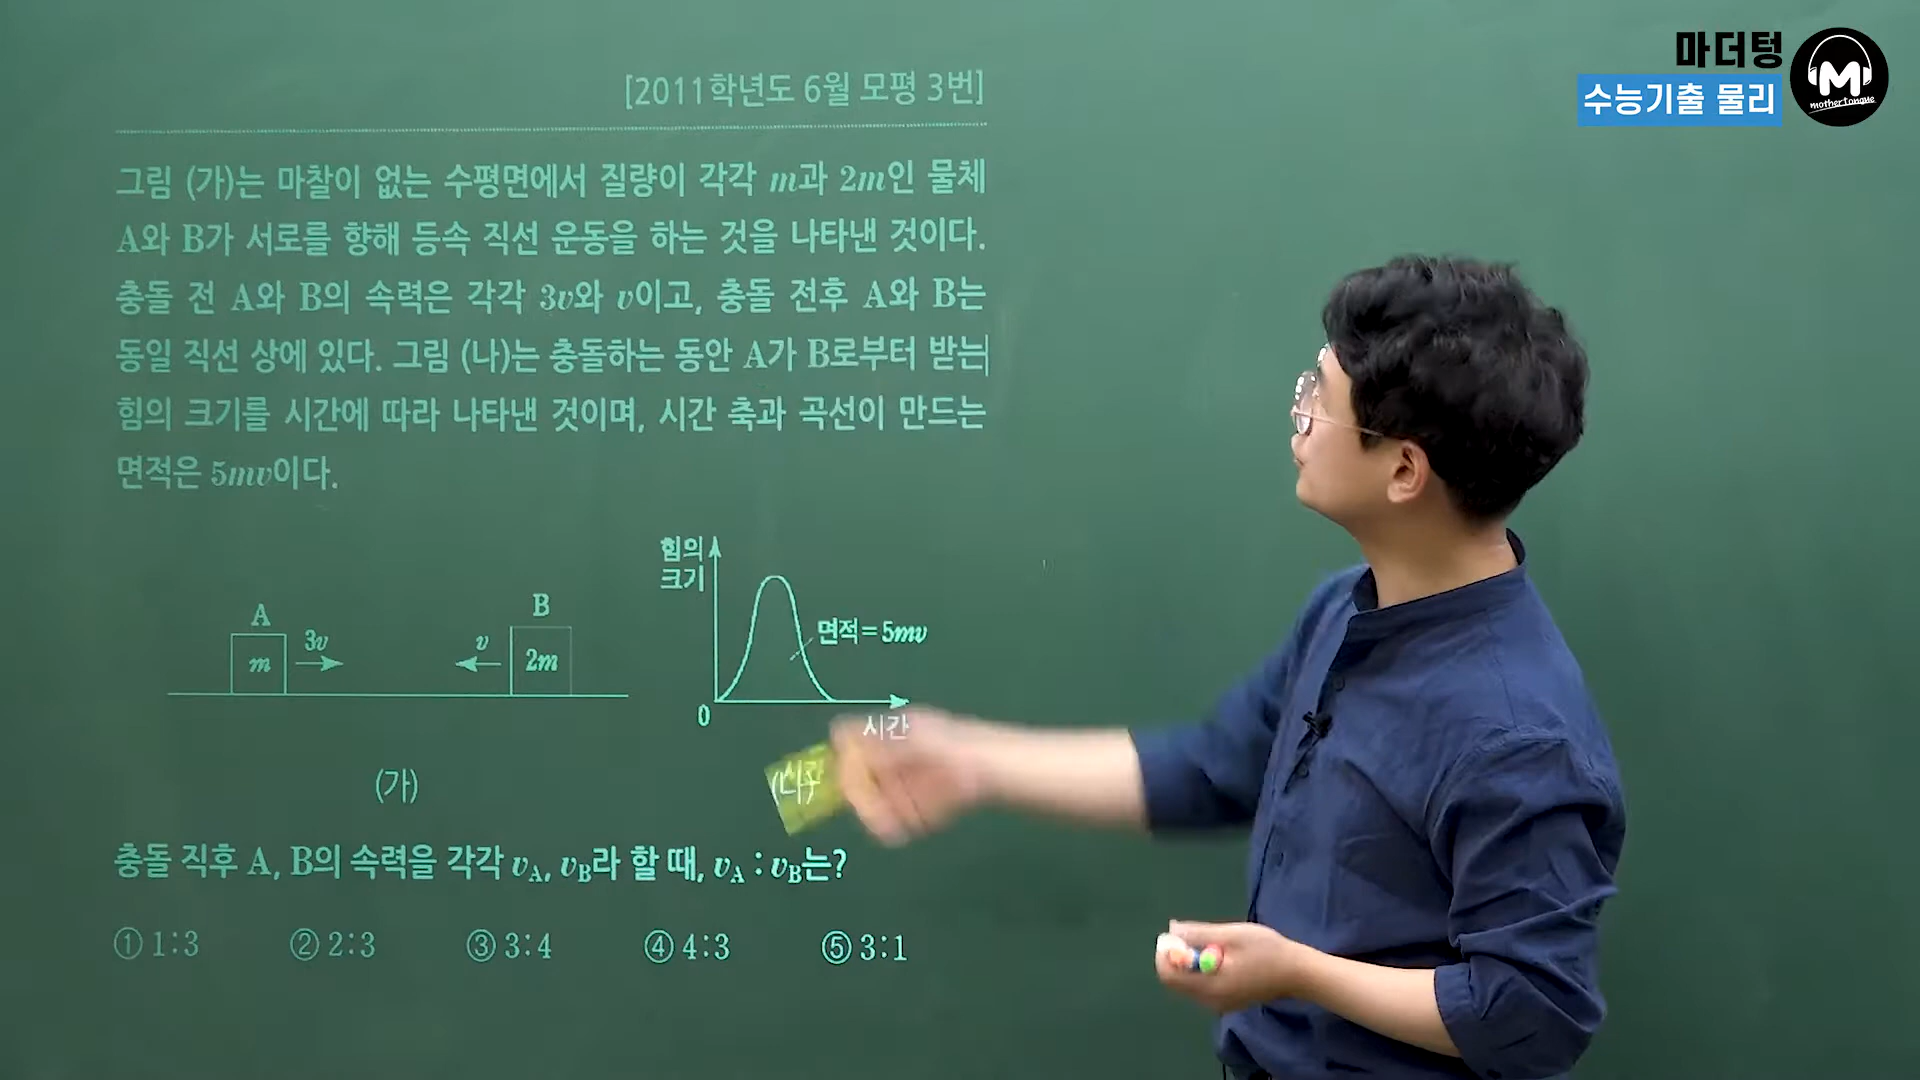 마더텅
수능기출 물리
M
mothertongue
[2011학년도 6월 모평 3번]
그림 (가)는 마찰이 없는 수평면에서 질량이 각각 m과 2m인 물체
A와 B가 서로를 향해 등속 직선 운동을 하는 것을 나타낸 것이다.
충돌 전 A와 B의 속력은 각각 3v와 v이고, 충돌 전후 A와 B는
동일 직선 상에 있다. 그림 (나)는 충돌하는 동안 A가 B로부터 받는
힘의 크기를 시간에 따라 나타낸 것이며, 시간 축과 곡선이 만드는
면적은 5mv이다.
A
m
3v
v
B
2m
힘의
크기
면적=5mv
0
시간
(가)
(나)
충돌 직후 A, B의 속력을 각각 vA, vB라 할 때, vA : vB는?
① 1:3 ② 2:3 ③ 3:4 ④ 4:3 ⑤ 3:1